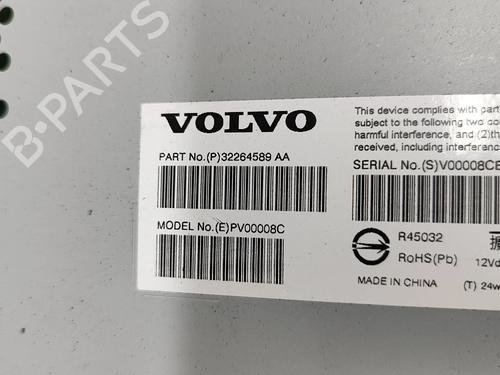 B-PARTS
VOLVO
PART No.(P)32264589 AA
MODEL No.(E)PV00008C
This device complies with part
subject to the following two co
harmful interference, and (2)th
received, including interferenc
SERIAL No.(S)V00008CE
R45032
RoHS(Pb)
12Vd
MADE IN CHINA
(T) 24w